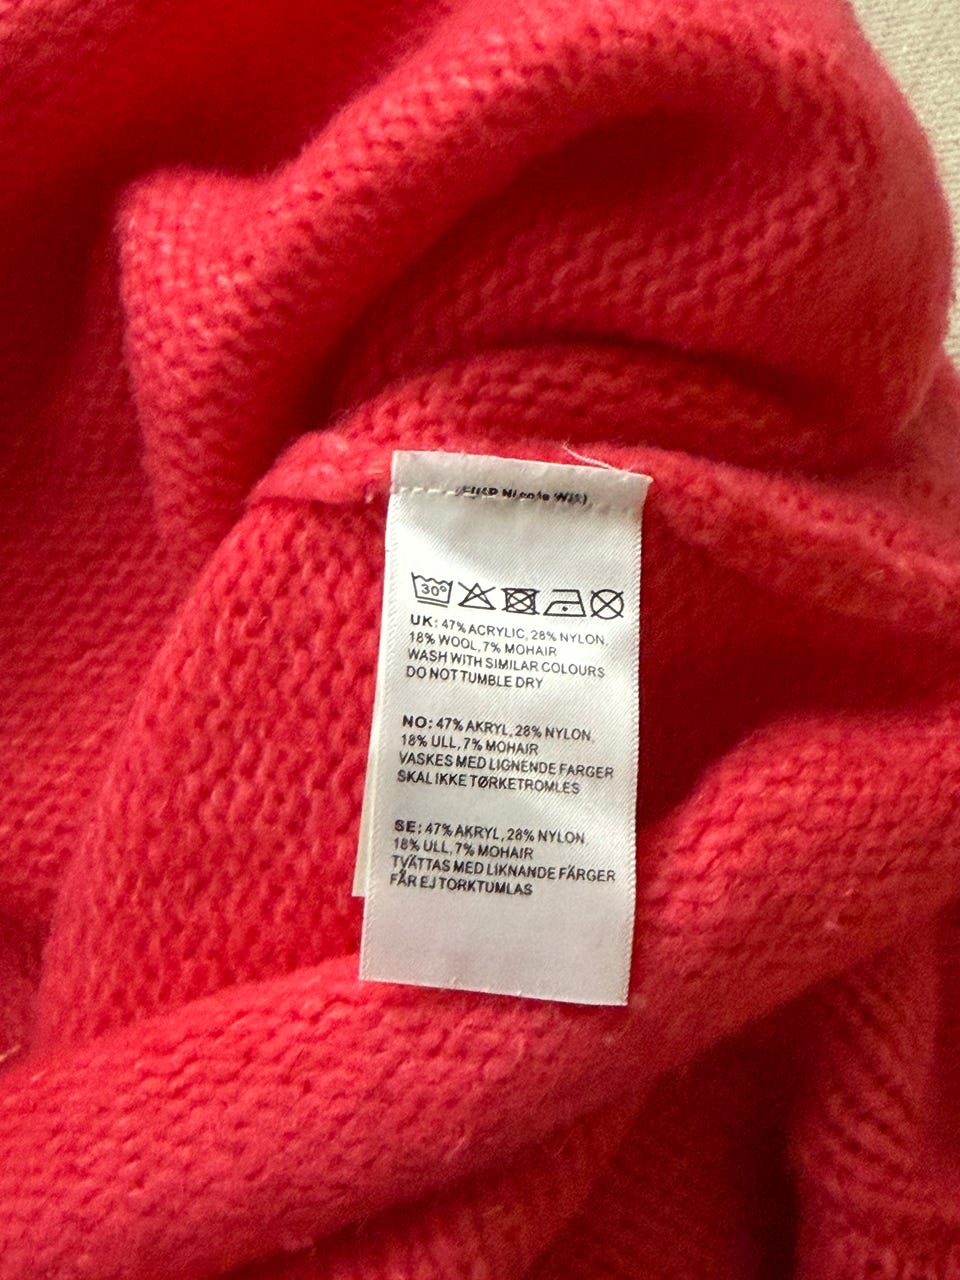 30°
UK: 47% ACRYLIC, 28% NYLON,
18% WOOL, 7% MOHAIR
WASH WITH SIMILAR COLOURS
DO NOT TUMBLE DRY
NO: 47% AKRYL, 28% NYLON,
18% ULL, 7% MOHAIR
VASKES MED LIGNENDE FARGER
SKAL IKKE TØRKETROMLES
SE: 47% AKRYL, 28% NYLON,
18% ULL, 7% MOHAIR
TVÄTTAS MED LIKNANDE FÄRGER
FÅR EJ TORKTUMLAS